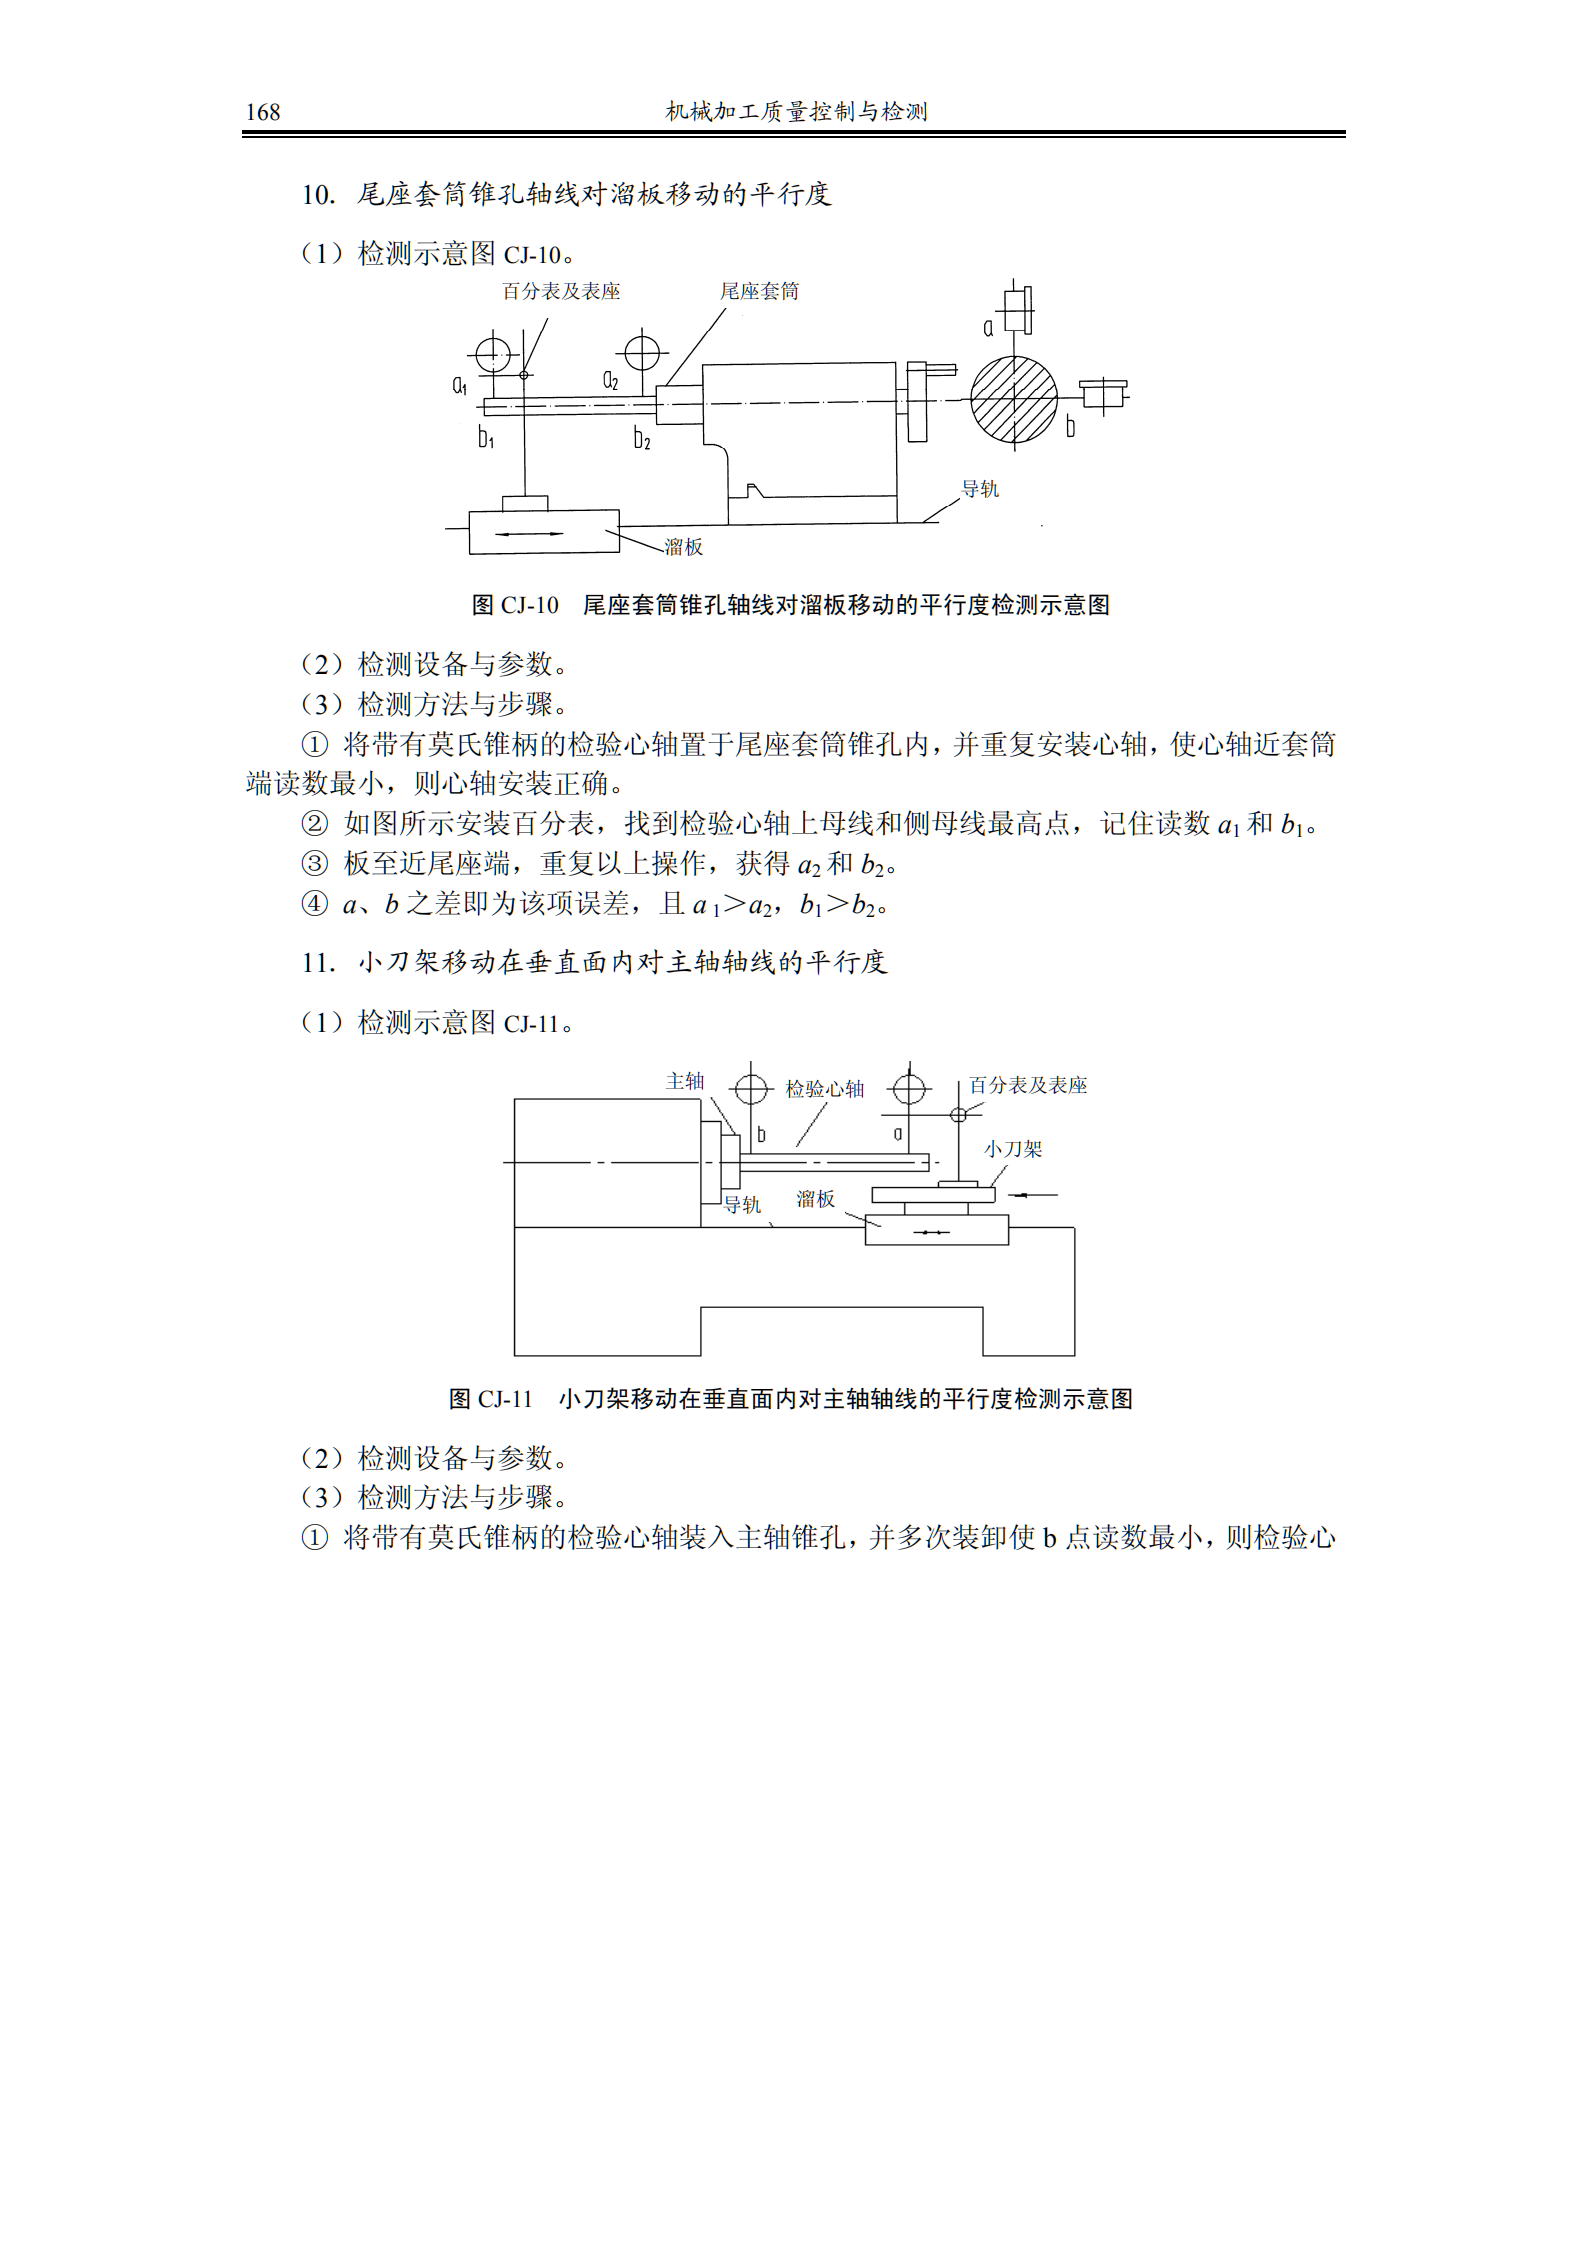 168 机械加工质量控制与检测
10. 尾座套筒锥孔轴线对溜板移动的平行度
（1）检测示意图 CJ-10。
百分表及表座 尾座套筒
a
a1 a2
b1 b2 b
导轨
溜板
图 CJ-10 尾座套筒锥孔轴线对溜板移动的平行度检测示意图
（2）检测设备与参数。
（3）检测方法与步骤。
① 将带有莫氏锥柄的检验心轴置于尾座套筒锥孔内，并重复安装心轴，使心轴近套筒
端读数最小，则心轴安装正确。
② 如图所示安装百分表，找到检验心轴上母线和侧母线最高点，记住读数 a1 和 b1。
③ 板至近尾座端，重复以上操作，获得 a2 和 b2。
④ a、b 之差即为该项误差，且 a 1＞a2，b1＞b2。
11. 小刀架移动在垂直面内对主轴轴线的平行度
（1）检测示意图 CJ-11。
主轴 检验心轴 百分表及表座
b a
小刀架
导轨 溜板
图 CJ-11 小刀架移动在垂直面内对主轴轴线的平行度检测示意图
（2）检测设备与参数。
（3）检测方法与步骤。
① 将带有莫氏锥柄的检验心轴装入主轴锥孔，并多次装卸使 b 点读数最小，则检验心